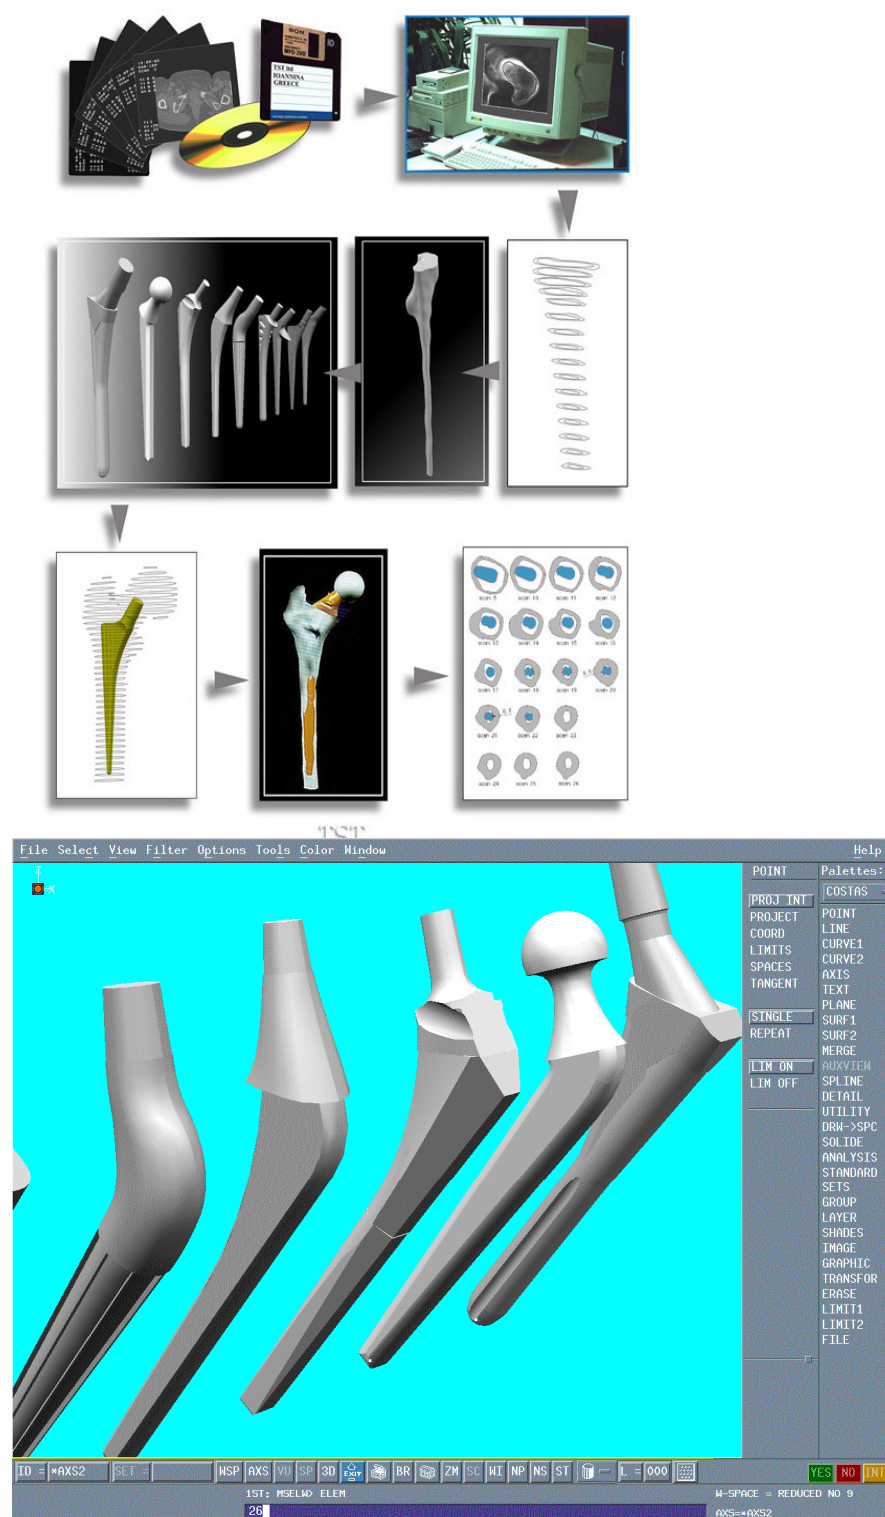 SONY
MFD-2HD
TST ltd
IOANNINA
GREECE
scan 9 scan 10 scan 11 scan 12
scan 13 scan 14 scan 15 scan 16
scan 17 scan 18 scan 19 scan 20
scan 21 scan 22 scan 23
scan 24 scan 25 scan 26
TST
File Select View Filter Options Tools Color Window Help
POINT
PROJ INT
PROJECT
COORD
LIMITS
SPACES
TANGENT
SINGLE
REPEAT
LIM ON
LIM OFF
Palettes:
COSTAS
POINT
LINE
CURVE1
CURVE2
AXIS
TEXT
PLANE
SURF1
SURF2
MERGE
AUXVIEW
SPLINE
DETAIL
UTILITY
DRW->SPC
SOLIDE
ANALYSIS
STANDARD
SETS
GROUP
LAYER
SHADES
IMAGE
GRAPHIC
TRANSFOR
ERASE
LIMIT1
LIMIT2
FILE
ID = *AXS2 SET = WSP AXS VU SP 3D EXIT BR ZM SC WI NP NS ST L = 000 YES NO INT
1ST: MSELW> ELEM W-SPACE = REDUCED NO 9
26 AXS=*AXS2